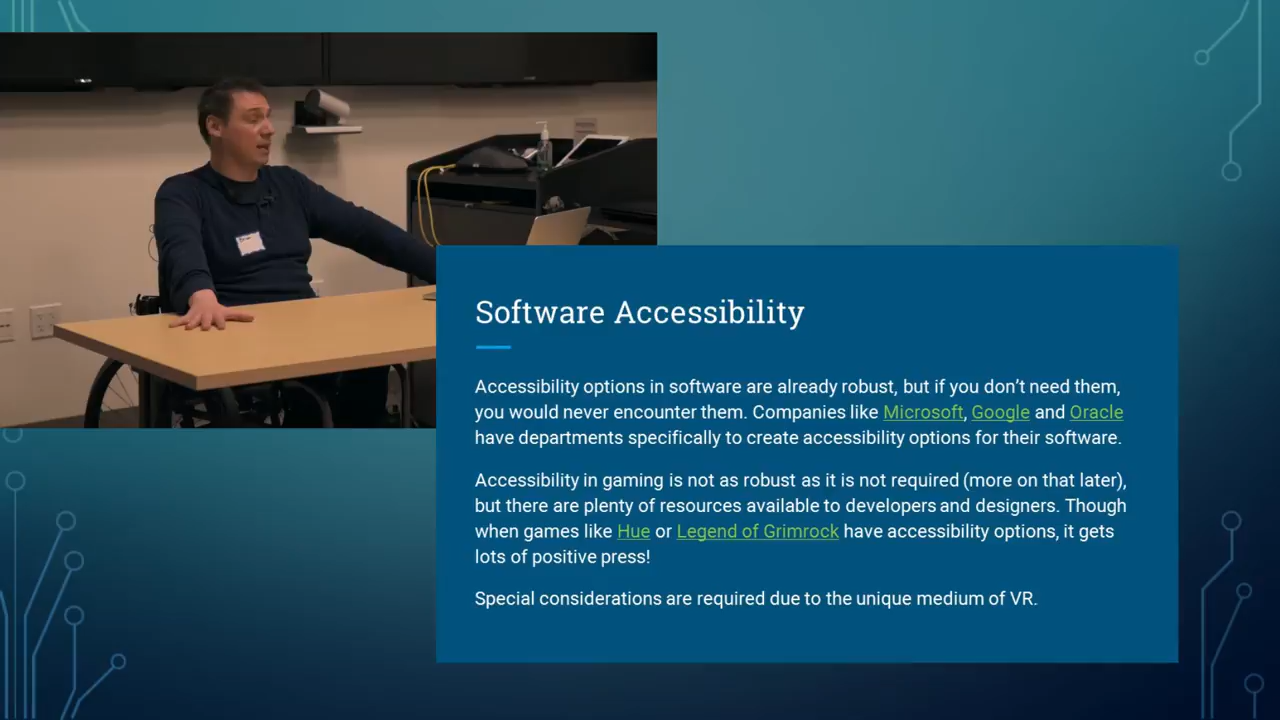 Software Accessibility
Accessibility options in software are already robust, but if you don’t need them,
you would never encounter them. Companies like Microsoft, Google and Oracle
have departments specifically to create accessibility options for their software.
Accessibility in gaming is not as robust as it is not required (more on that later),
but there are plenty of resources available to developers and designers. Though
when games like Hue or Legend of Grimrock have accessibility options, it gets
lots of positive press!
Special considerations are required due to the unique medium of VR.